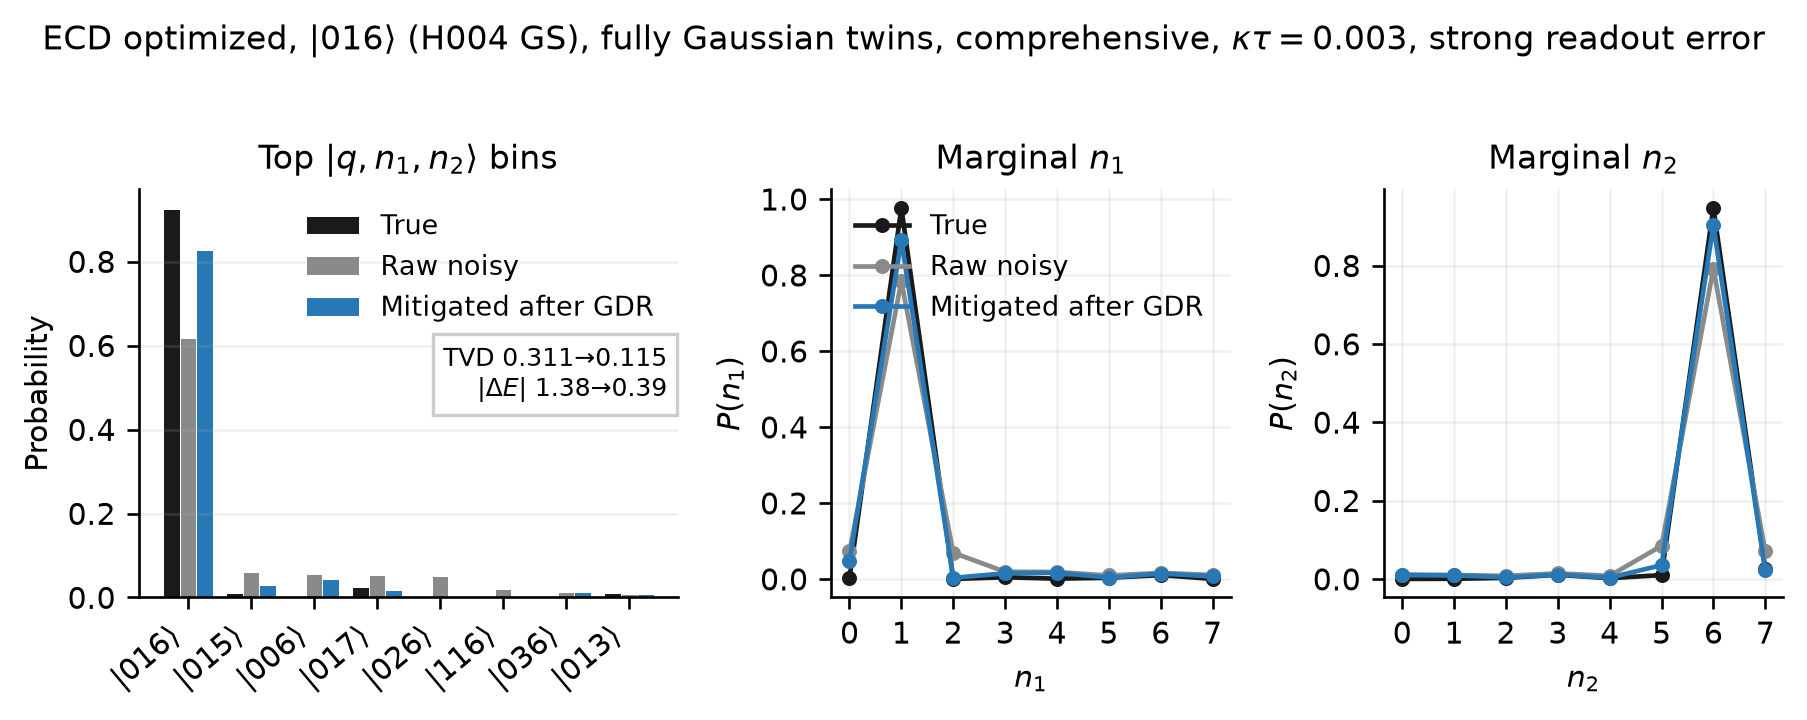 ECD optimized, |016⟩ (H004 GS), fully Gaussian twins, comprehensive, κτ = 0.003, strong readout error
Top |q, n₁, n₂⟩ bins
Probability
0.8
0.6
0.4
0.2
0.0
True
Raw noisy
Mitigated after GDR
TVD 0.311→0.115
|ΔE| 1.38→0.39
|016⟩
|015⟩
|006⟩
|017⟩
|026⟩
|116⟩
|036⟩
|013⟩
Marginal n₁
P(n₁)
1.0
0.8
0.6
0.4
0.2
0.0
True
Raw noisy
Mitigated after GDR
0 1 2 3 4 5 6 7
n₁
Marginal n₂
P(n₂)
0.8
0.6
0.4
0.2
0.0
0 1 2 3 4 5 6 7
n₂